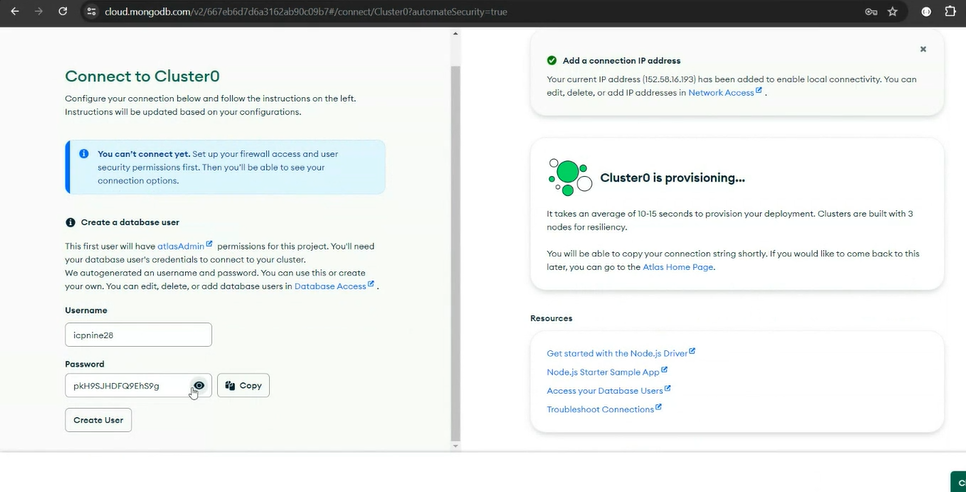 cloud.mongodb.com/v2/667eb6d7d6a3162ab90c09b7#/connect/Cluster0?automateSecurity=true
Connect to Cluster0
Configure your connection below and follow the instructions on the left.
Instructions will be updated based on your configurations.
You can't connect yet. Set up your firewall access and user
security permissions first. Then you'll be able to see your
connection options.
Create a database user
This first user will have atlasAdmin permissions for this project. You'll need
your database user's credentials to connect to your cluster.
We autogenerated an username and password. You can use this or create
your own. You can edit, delete, or add database users in Database Access .
Username
icpnine28
Password
pkH9SJHDFQ9EhS9g
Copy
Create User
Add a connection IP address
Your current IP address (152.58.16.193) has been added to enable local connectivity. You can
edit, delete, or add IP addresses in Network Access .
Cluster0 is provisioning...
It takes an average of 10-15 seconds to provision your deployment. Clusters are built with 3
nodes for resiliency.
You will be able to copy your connection string shortly. If you would like to come back to this
later, you can go to the Atlas Home Page.
Resources
Get started with the Node.js Driver
Node.js Starter Sample App
Access your Database Users
Troubleshoot Connections